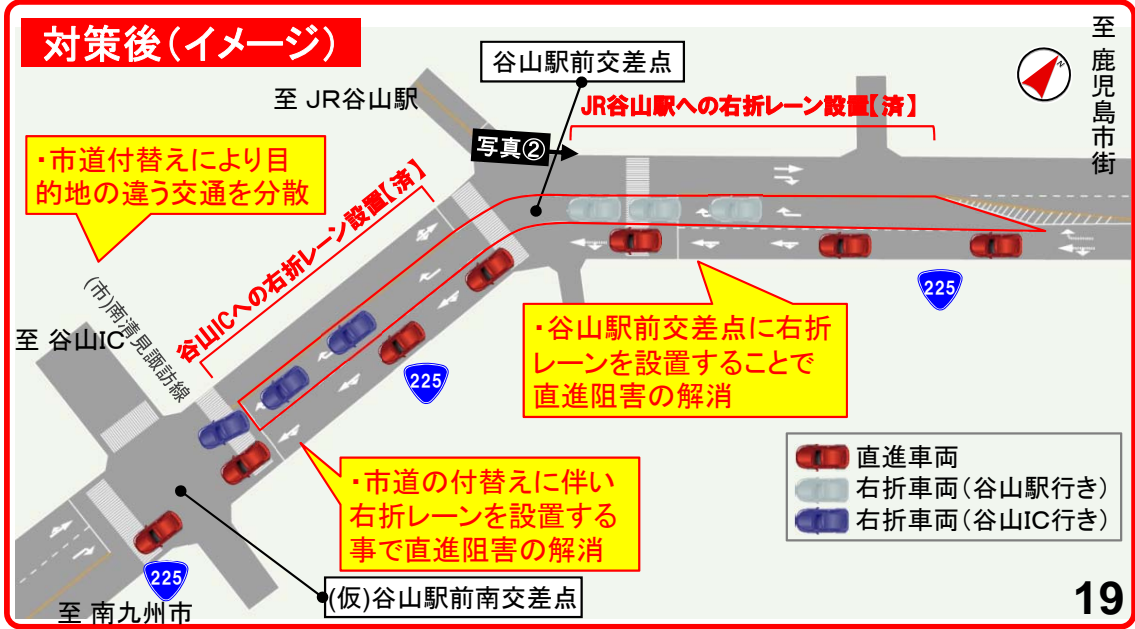 対策後(イメージ)
谷山駅前交差点
至 鹿児島市街
N
至 JR谷山駅
JR谷山駅への右折レーン設置【済】
写真②
・市道付替えにより目
的地の違う交通を分散
谷山ICへの右折レーン設置【済】
(市)南清見諏訪線
至 谷山IC
225
・谷山駅前交差点に右折
レーンを設置することで
直進阻害の解消
225
直進車両
右折車両(谷山駅行き)
右折車両(谷山IC行き)
・市道の付替えに伴い
右折レーンを設置する
事で直進阻害の解消
225
(仮)谷山駅前南交差点
至 南九州市
19